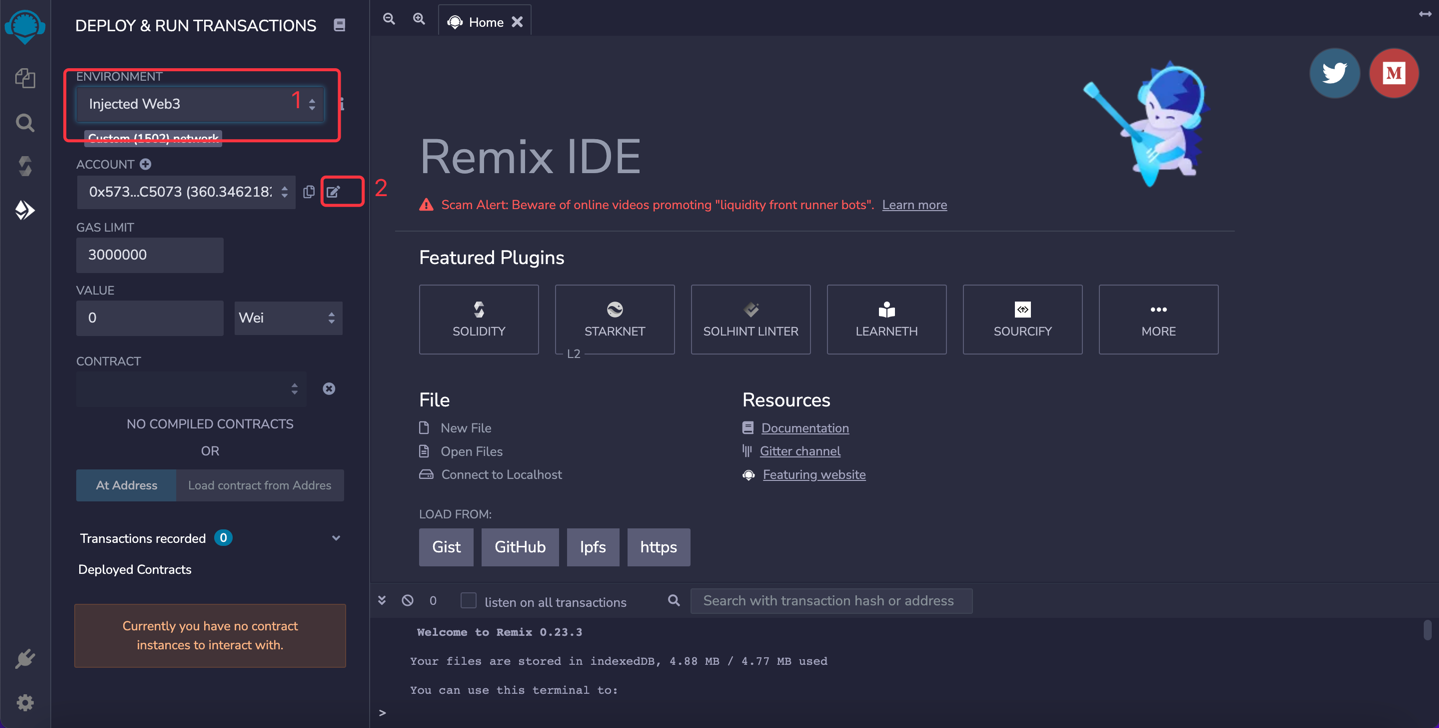 DEPLOY & RUN TRANSACTIONS
ENVIRONMENT
Injected Web3
1
Custom (1502) network
ACCOUNT
0x573...C5073 (360.346218
2
GAS LIMIT
3000000
VALUE
0
Wei
CONTRACT
NO COMPILED CONTRACTS
OR
At Address
Load contract from Addres
Transactions recorded 0
Deployed Contracts
Currently you have no contract
instances to interact with.
Home
Remix IDE
Scam Alert: Beware of online videos promoting "liquidity front runner bots". Learn more
Featured Plugins
SOLIDITY
STARKNET
L2
SOLHINT LINTER
LEARNETH
SOURCIFY
MORE
File
New File
Open Files
Connect to Localhost
Resources
Documentation
Gitter channel
Featuring website
LOAD FROM:
Gist
GitHub
Ipfs
https
0
listen on all transactions
Search with transaction hash or address
Welcome to Remix 0.23.3
Your files are stored in indexedDB, 4.88 MB / 4.77 MB used
You can use this terminal to:
>
M